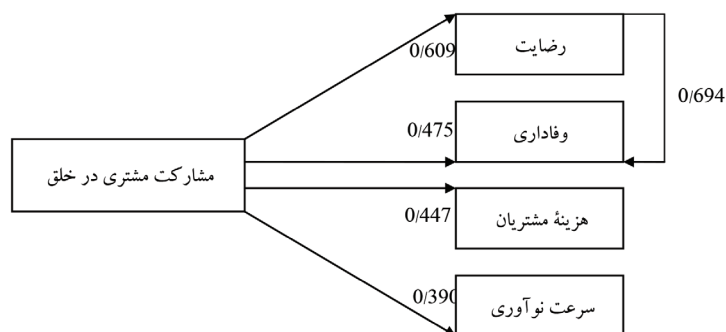 رضایت
0/609
0/694
وفاداری
0/475
مشارکت مشتری در خلق
هزینهٔ مشتریان
0/447
سرعت نوآوری
0/390